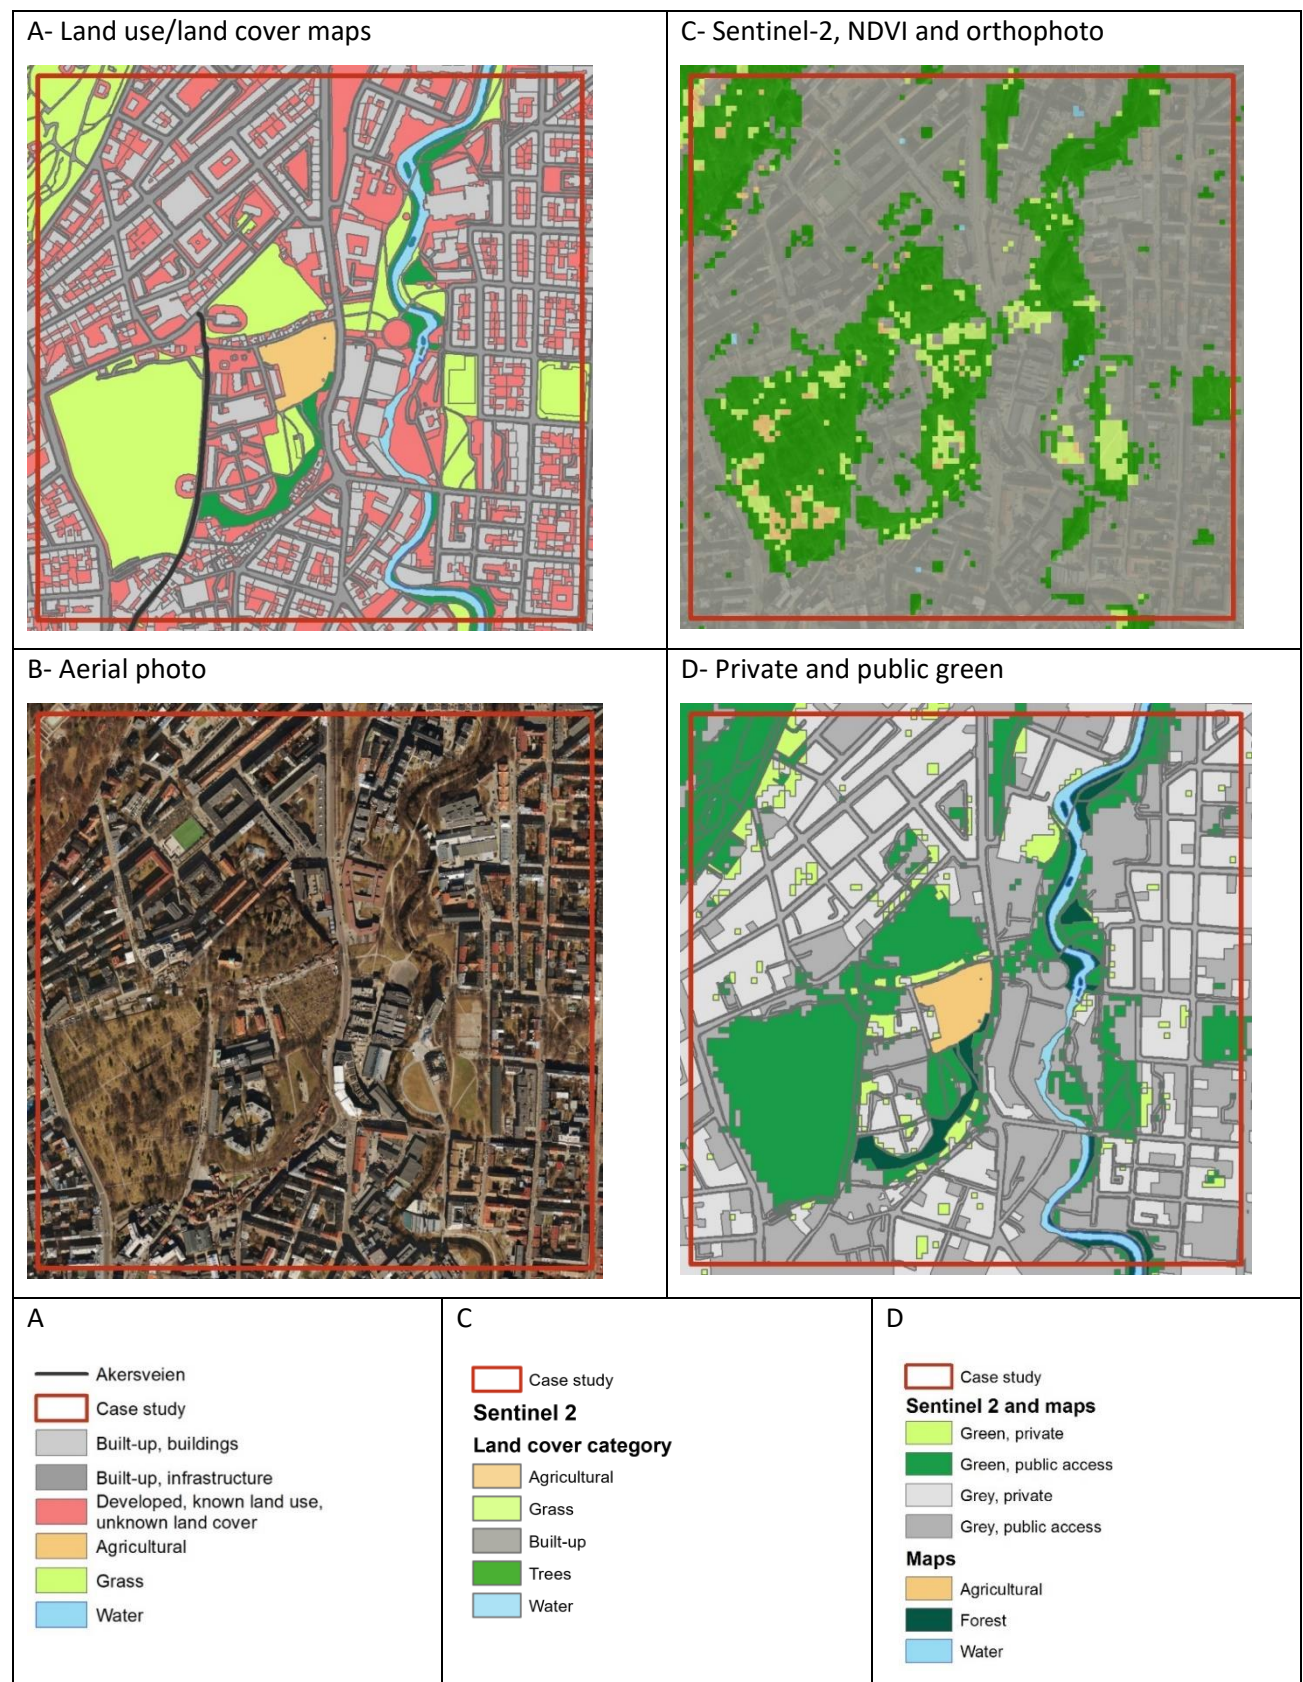 A- Land use/land cover maps
C- Sentinel-2, NDVI and orthophoto
B- Aerial photo
D- Private and public green
A
Akersveien
Case study
Built-up, buildings
Built-up, infrastructure
Developed, known land use,
unknown land cover
Agricultural
Grass
Water
C
Case study
Sentinel 2
Land cover category
Agricultural
Grass
Built-up
Trees
Water
D
Case study
Sentinel 2 and maps
Green, private
Green, public access
Grey, private
Grey, public access
Maps
Agricultural
Forest
Water